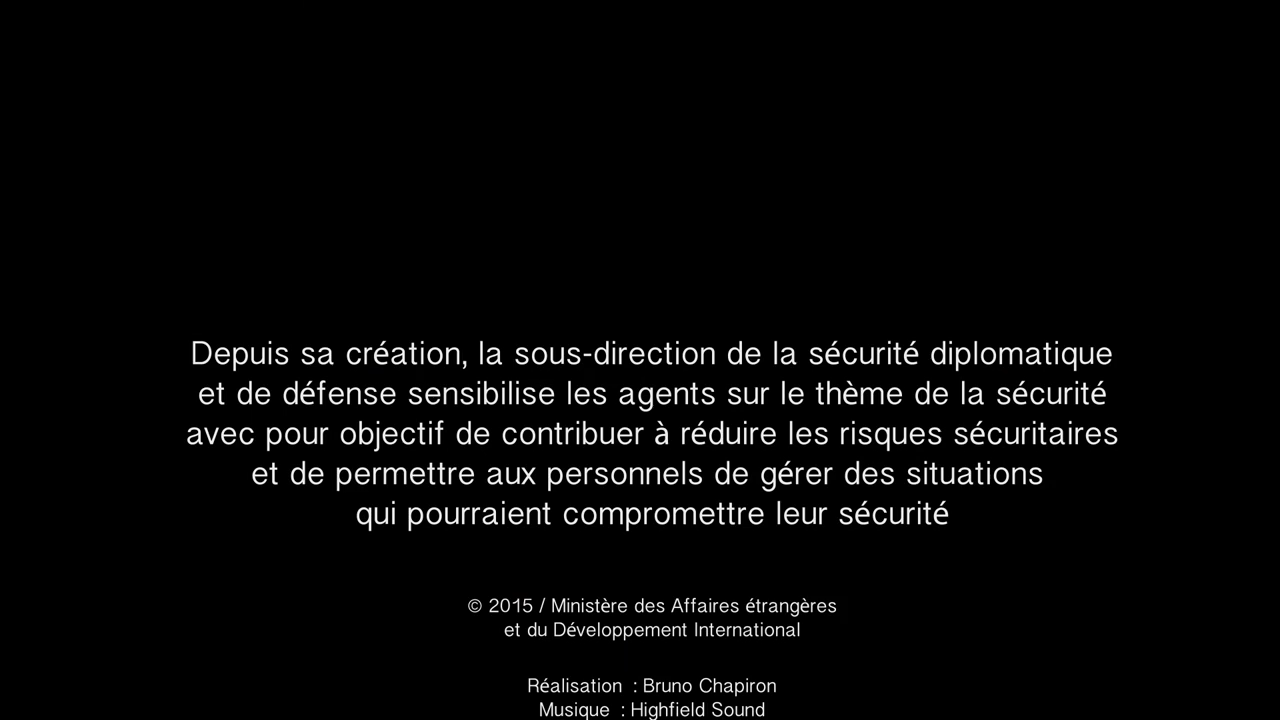 Depuis sa création, la sous-direction de la sécurité diplomatique
et de défense sensibilise les agents sur le thème de la sécurité
avec pour objectif de contribuer à réduire les risques sécuritaires
et de permettre aux personnels de gérer des situations
qui pourraient compromettre leur sécurité
© 2015 / Ministère des Affaires étrangères
et du Développement International
Réalisation : Bruno Chapiron
Musique : Highfield Sound